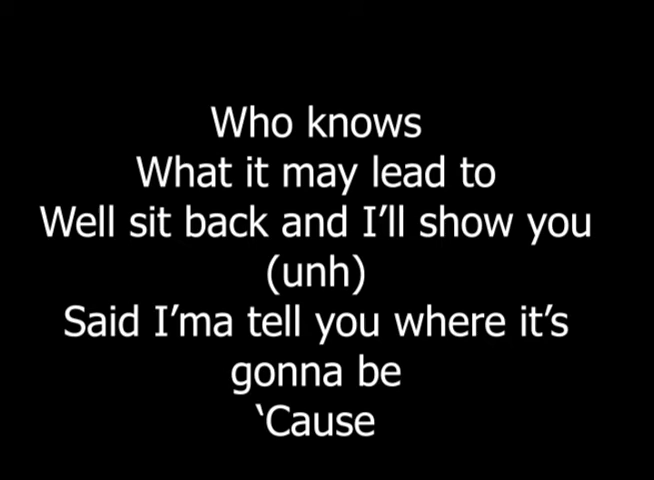 Who knows
What it may lead to
Well sit back and I’ll show you
(unh)
Said I’ma tell you where it’s
gonna be
‘Cause